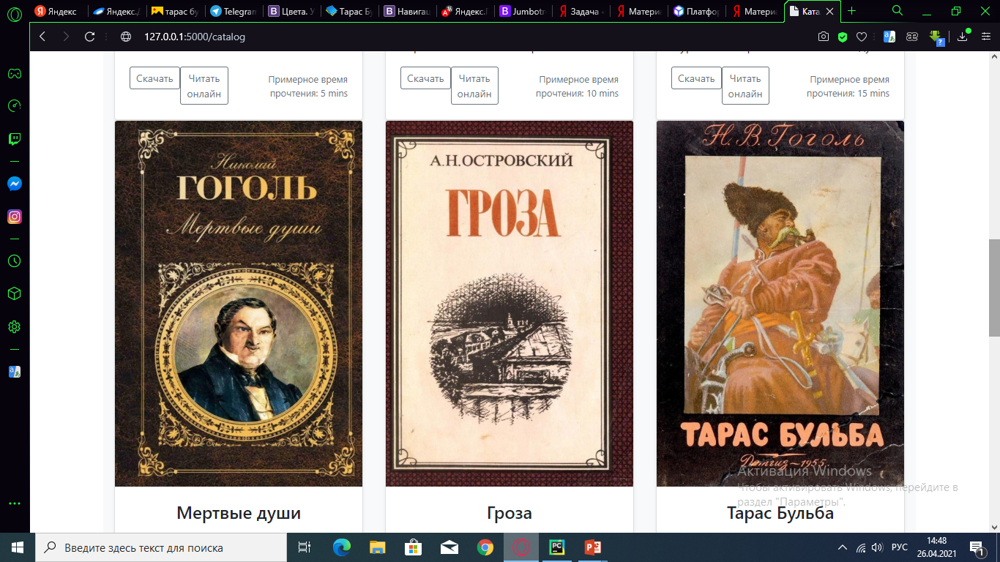 Яндекс
Яндекс.Д
тарас бу
Telegram
Цвета. У
Тарас Бу
Навигац
Яндекс.П
Jumbotr
Задача «
Матери
Платфор
Матери
Ката
127.0.0.1:5000/catalog
Скачать
Читать
онлайн
Примерное время
прочтения: 5 mins
Скачать
Читать
онлайн
Примерное время
прочтения: 10 mins
Скачать
Читать
онлайн
Примерное время
прочтения: 15 mins
Николай
ГОГОЛЬ
Мертвые души
Мертвые души
А.Н.ОСТРОВСКИЙ
ГРОЗА
Гроза
Н.В.Гоголь
ТАРАС БУЛЬБА
Детгиз-1955
Тарас Бульба
Активация Windows
Чтобы активировать Windows, перейдите в
раздел "Параметры".
Введите здесь текст для поиска
РУС
14:48
26.04.2021
1